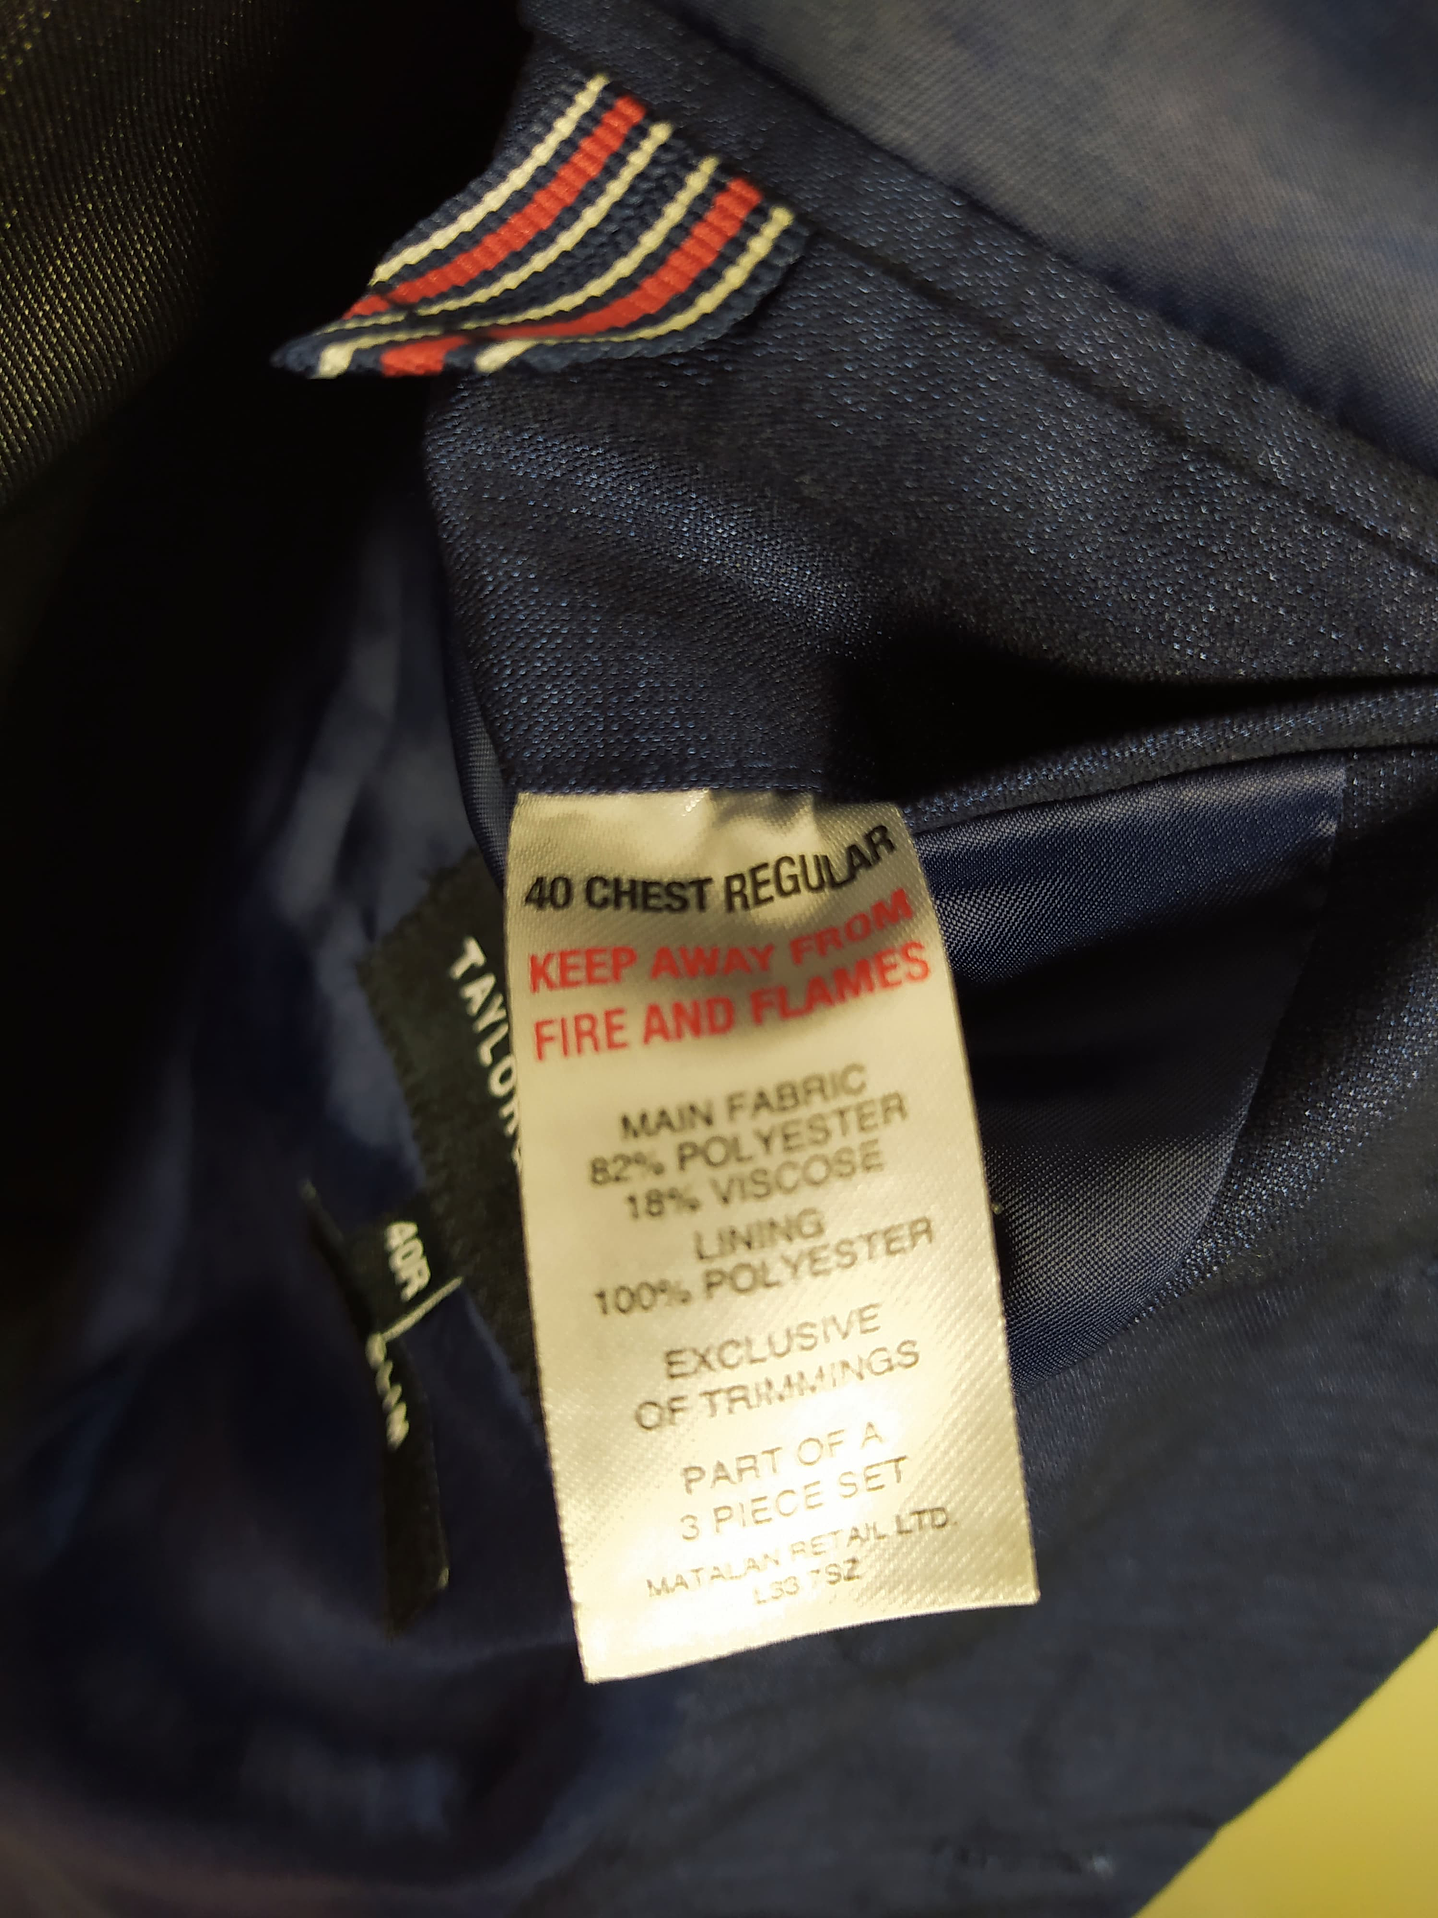 40 CHEST REGULAR
KEEP AWAY FROM
FIRE AND FLAMES
MAIN FABRIC
82% POLYESTER
18% VISCOSE
LINING
100% POLYESTER
EXCLUSIVE
OF TRIMMINGS
PART OF A
3 PIECE SET
MATALAN RETAIL LTD.
L33 7SZ
TAYLOR
40R
SLIM